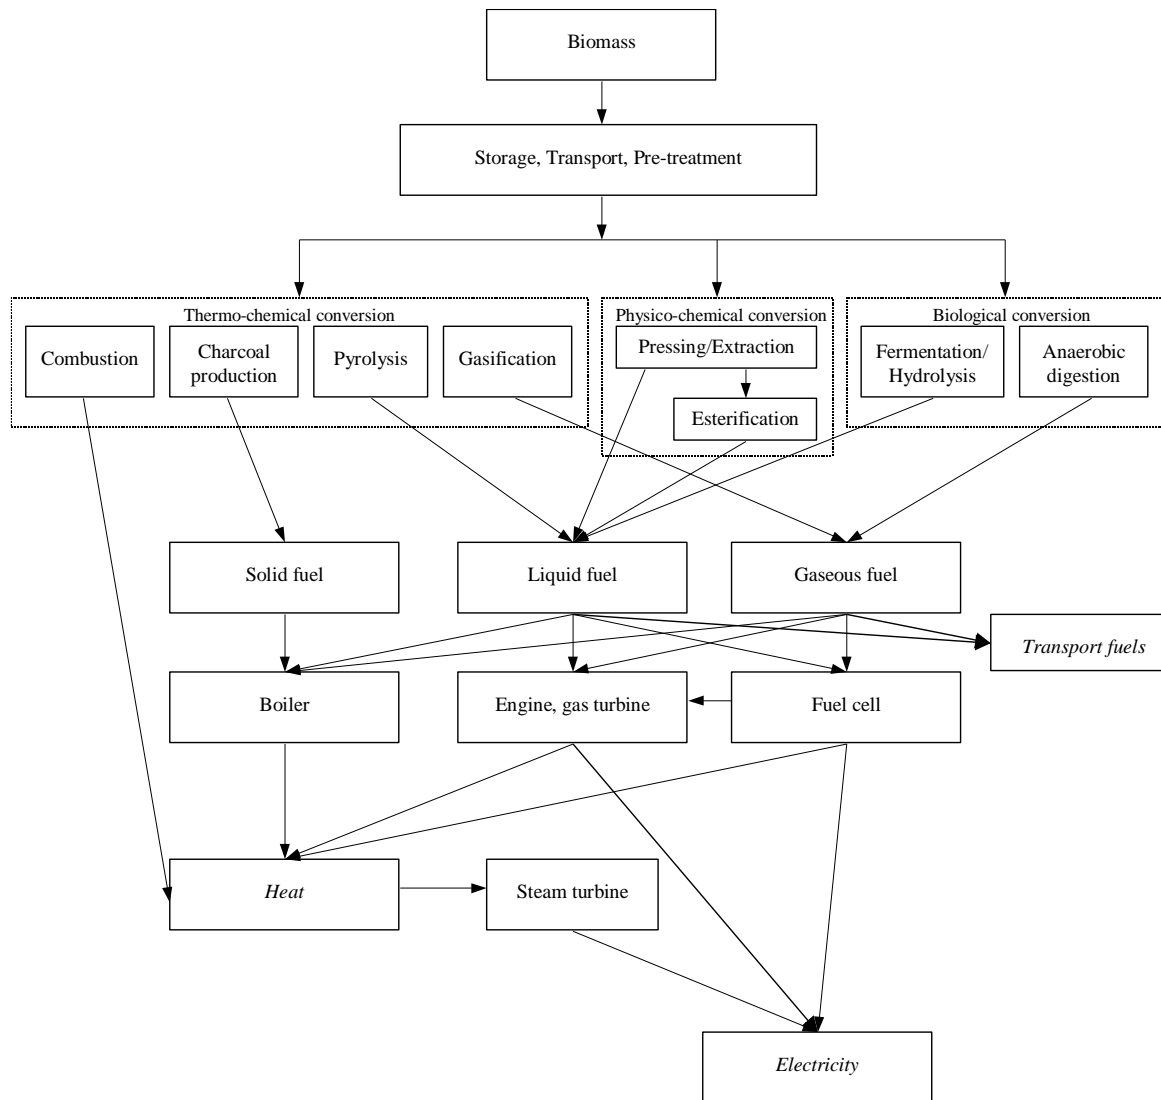 Biomass
Storage, Transport, Pre-treatment
Thermo-chemical conversion
Combustion
Charcoal
production
Pyrolysis
Gasification
Physico-chemical conversion
Pressing/Extraction
Esterification
Biological conversion
Fermentation/
Hydrolysis
Anaerobic
digestion
Solid fuel
Liquid fuel
Gaseous fuel
Transport fuels
Boiler
Engine, gas turbine
Fuel cell
Heat
Steam turbine
Electricity